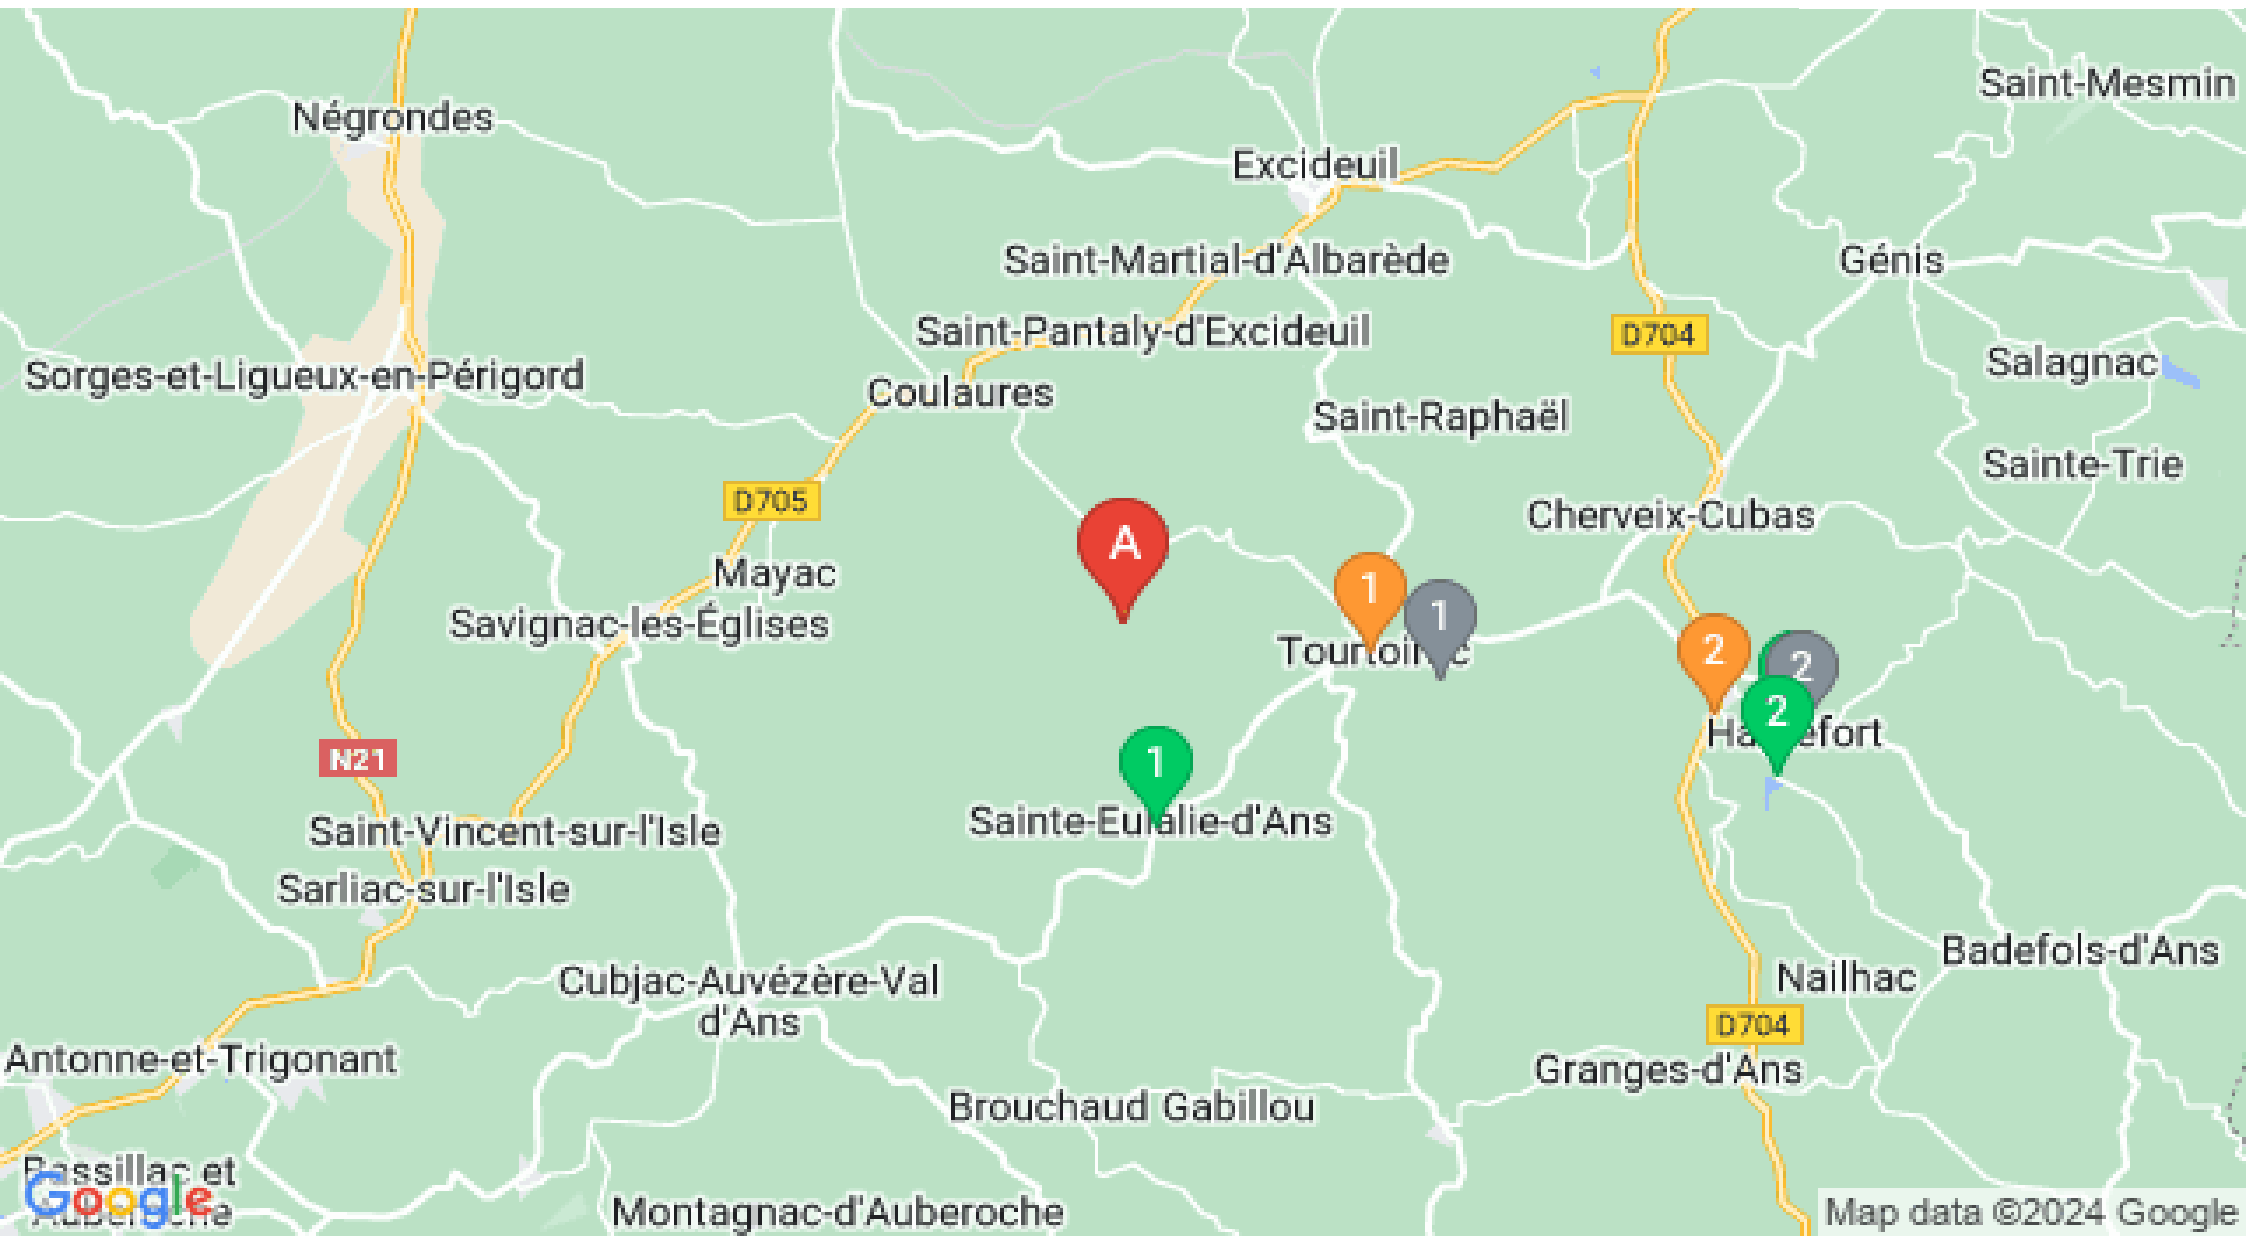 Saint-Mesmin
Négrondes
Excideuil
Saint-Martial-d'Albarède
Génis
Saint-Pantaly-d'Excideuil
D704
Salagnac
Sorges-et-Ligueux-en-Périgord
Coulaures
Saint-Raphaël
Sainte-Trie
D705
Cherveix-Cubas
A
Mayac
1
1
Savignac-les-Églises
2
2
2
N21
1
Sainte-Eulalie-d'Ans
Saint-Vincent-sur-l'Isle
Sarliac-sur-l'Isle
Badefols-d'Ans
Nailhac
Cubjac-Auvézère-Val
d'Ans
D704
Antonne-et-Trigonant
Granges-d'Ans
Brouchaud Gabillou
Bassillac et
Google
Montagnac-d'Auberoche
Map data ©2024 Google